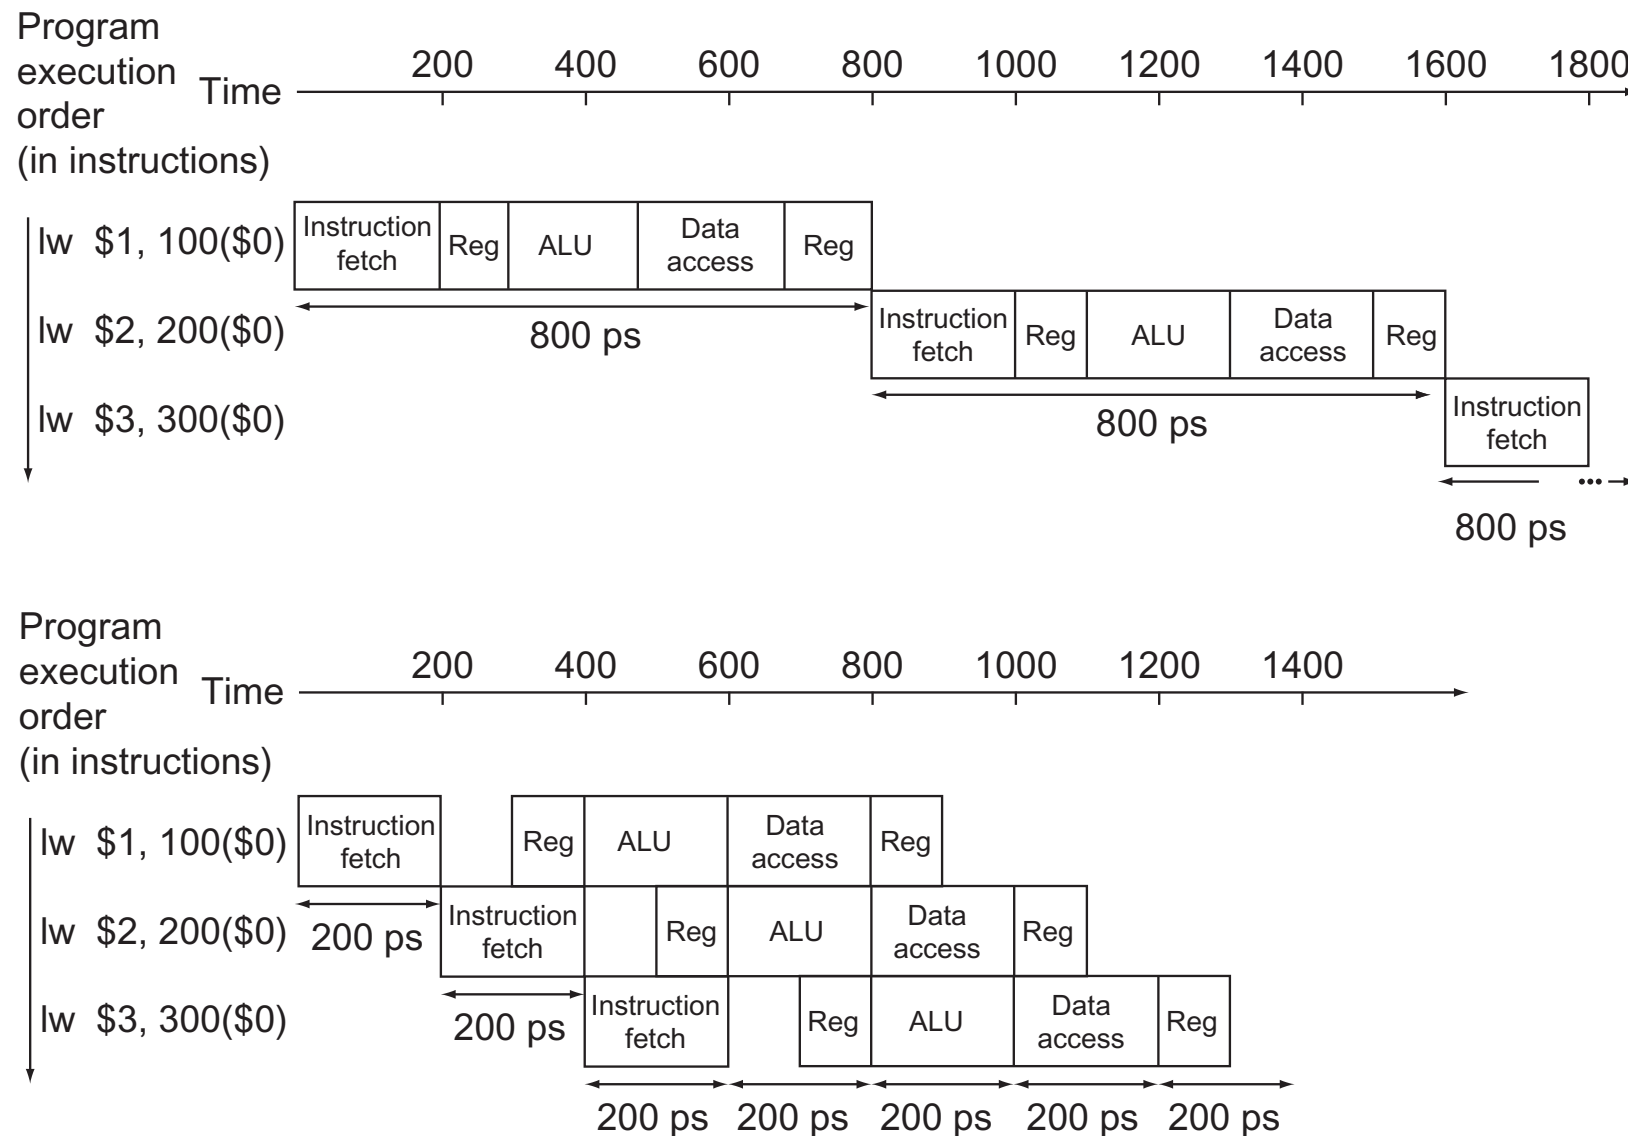 Program
execution
order
(in instructions)
Time
200 400 600 800 1000 1200 1400 1600 1800
lw $1, 100($0)
Instruction
fetch
Reg
ALU
Data
access
Reg
800 ps
lw $2, 200($0)
Instruction
fetch
Reg
ALU
Data
access
Reg
800 ps
lw $3, 300($0)
Instruction
fetch
...
800 ps
Program
execution
order
(in instructions)
Time
200 400 600 800 1000 1200 1400
lw $1, 100($0)
Instruction
fetch
Reg
ALU
Data
access
Reg
200 ps
lw $2, 200($0)
Instruction
fetch
Reg
ALU
Data
access
Reg
200 ps
lw $3, 300($0)
Instruction
fetch
Reg
ALU
Data
access
Reg
200 ps 200 ps 200 ps 200 ps 200 ps